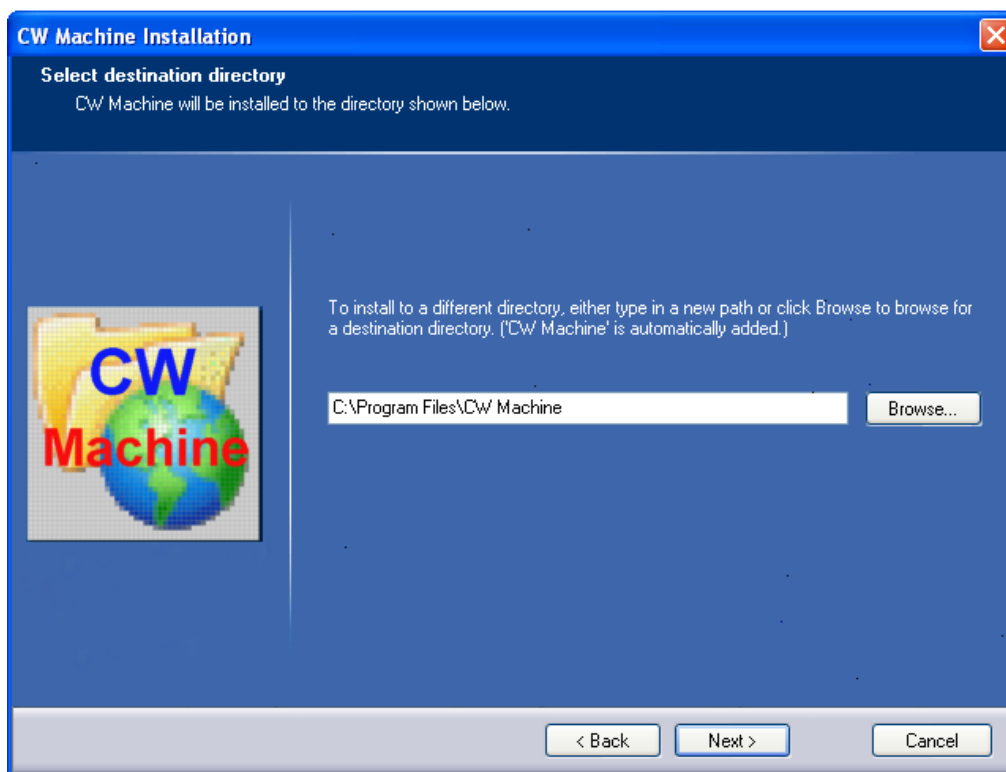 CW Machine Installation
Select destination directory
CW Machine will be installed to the directory shown below.
To install to a different directory, either type in a new path or click Browse to browse for
a destination directory. ('CW Machine' is automatically added.)
CW
Machine
C:\Program Files\CW Machine
Browse...
< Back
Next >
Cancel